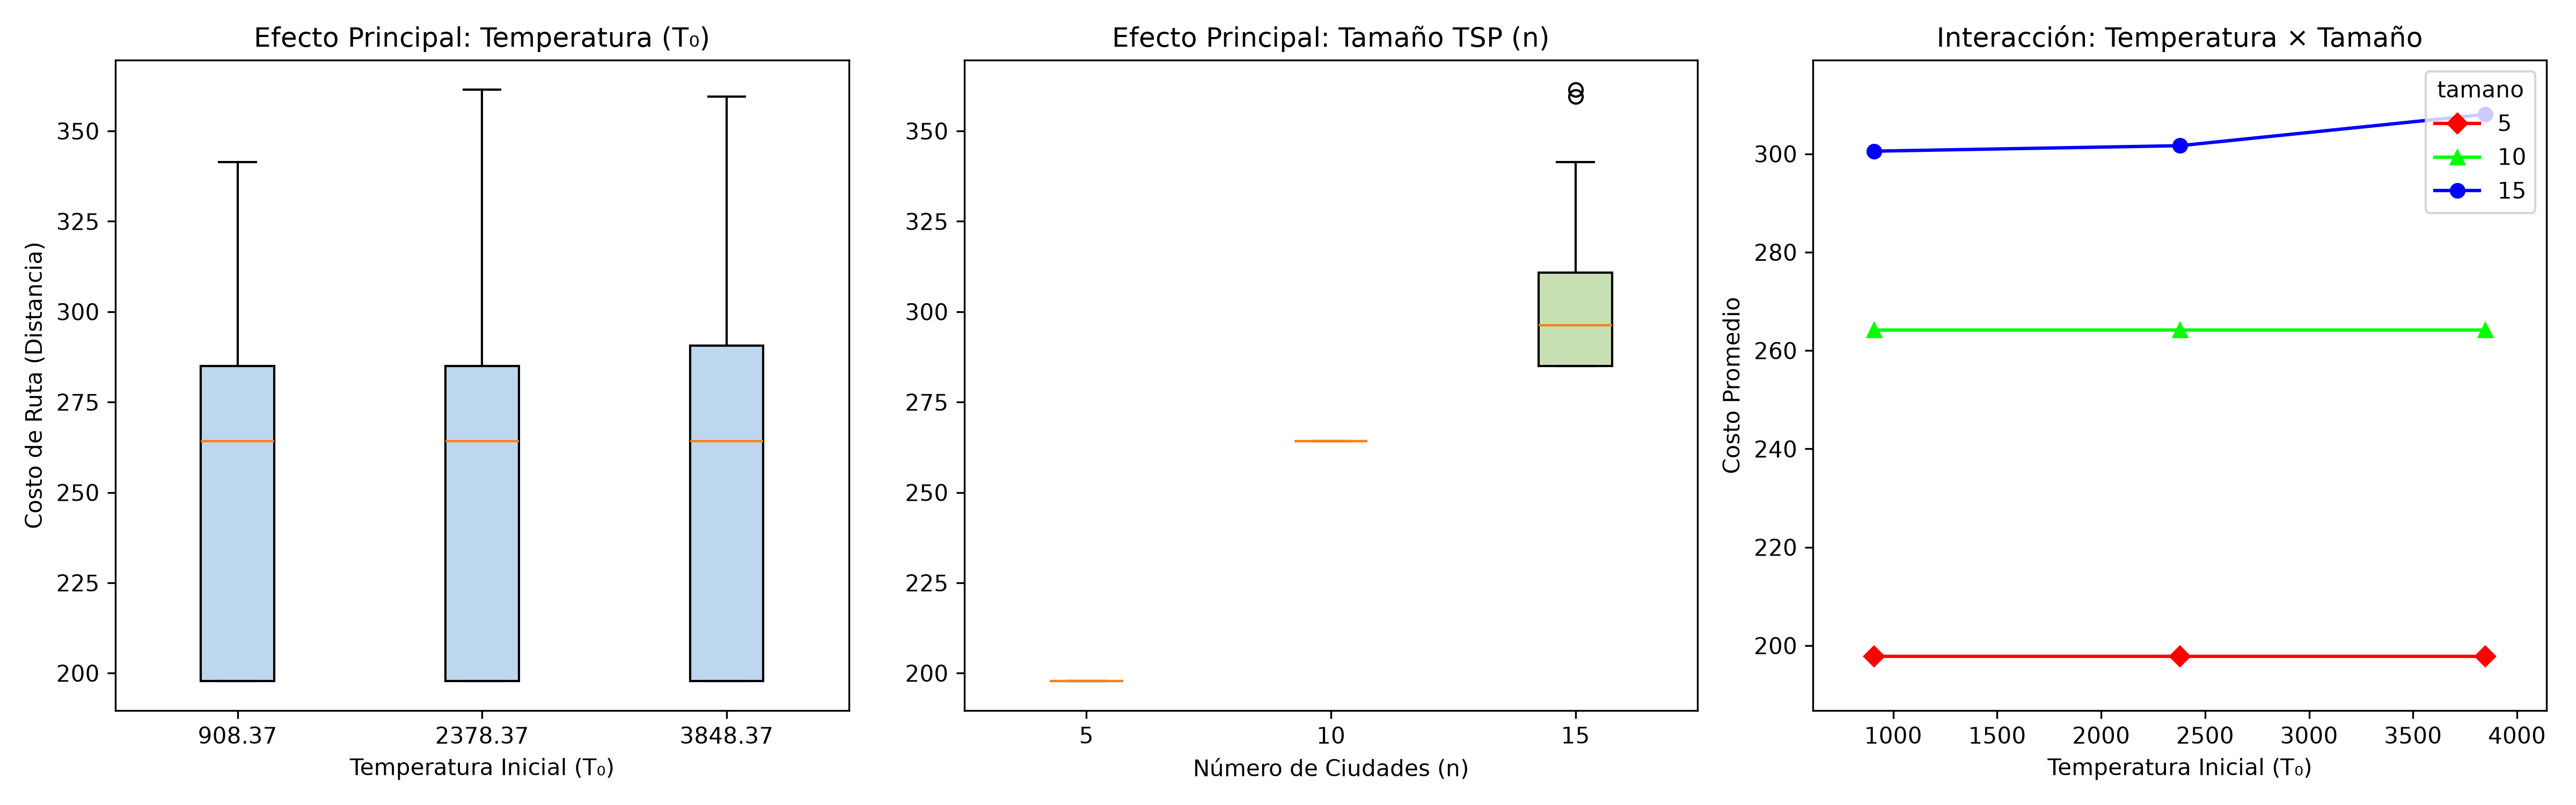 Efecto Principal: Temperatura (T₀)
Costo de Ruta (Distancia)
350
325
300
275
250
225
200
908.37 2378.37 3848.37
Temperatura Inicial (T₀)
Efecto Principal: Tamaño TSP (n)
350
325
300
275
250
225
200
5 10 15
Número de Ciudades (n)
Interacción: Temperatura × Tamaño
Costo Promedio
300
280
260
240
220
200
tamano
5
10
15
1000 1500 2000 2500 3000 3500 4000
Temperatura Inicial (T₀)